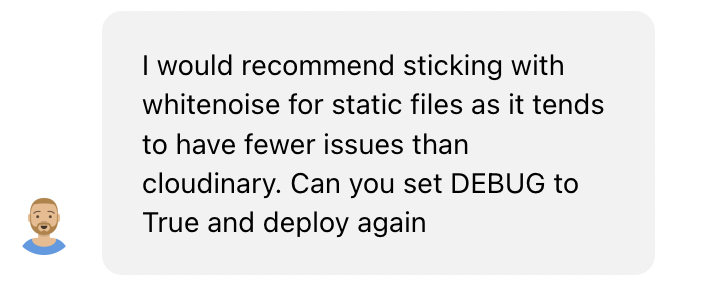 I would recommend sticking with
whitenoise for static files as it tends
to have fewer issues than
cloudinary. Can you set DEBUG to
True and deploy again